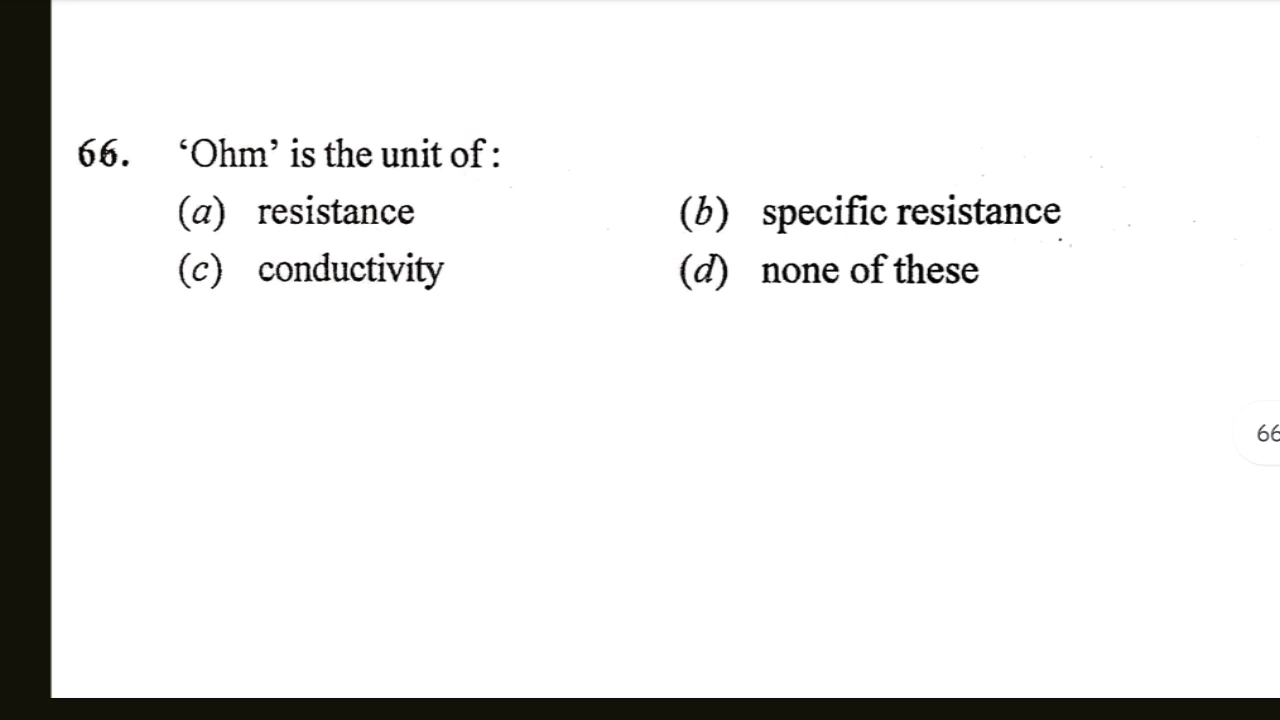 66. ‘Ohm’ is the unit of :
(a) resistance (b) specific resistance
(c) conductivity (d) none of these
66